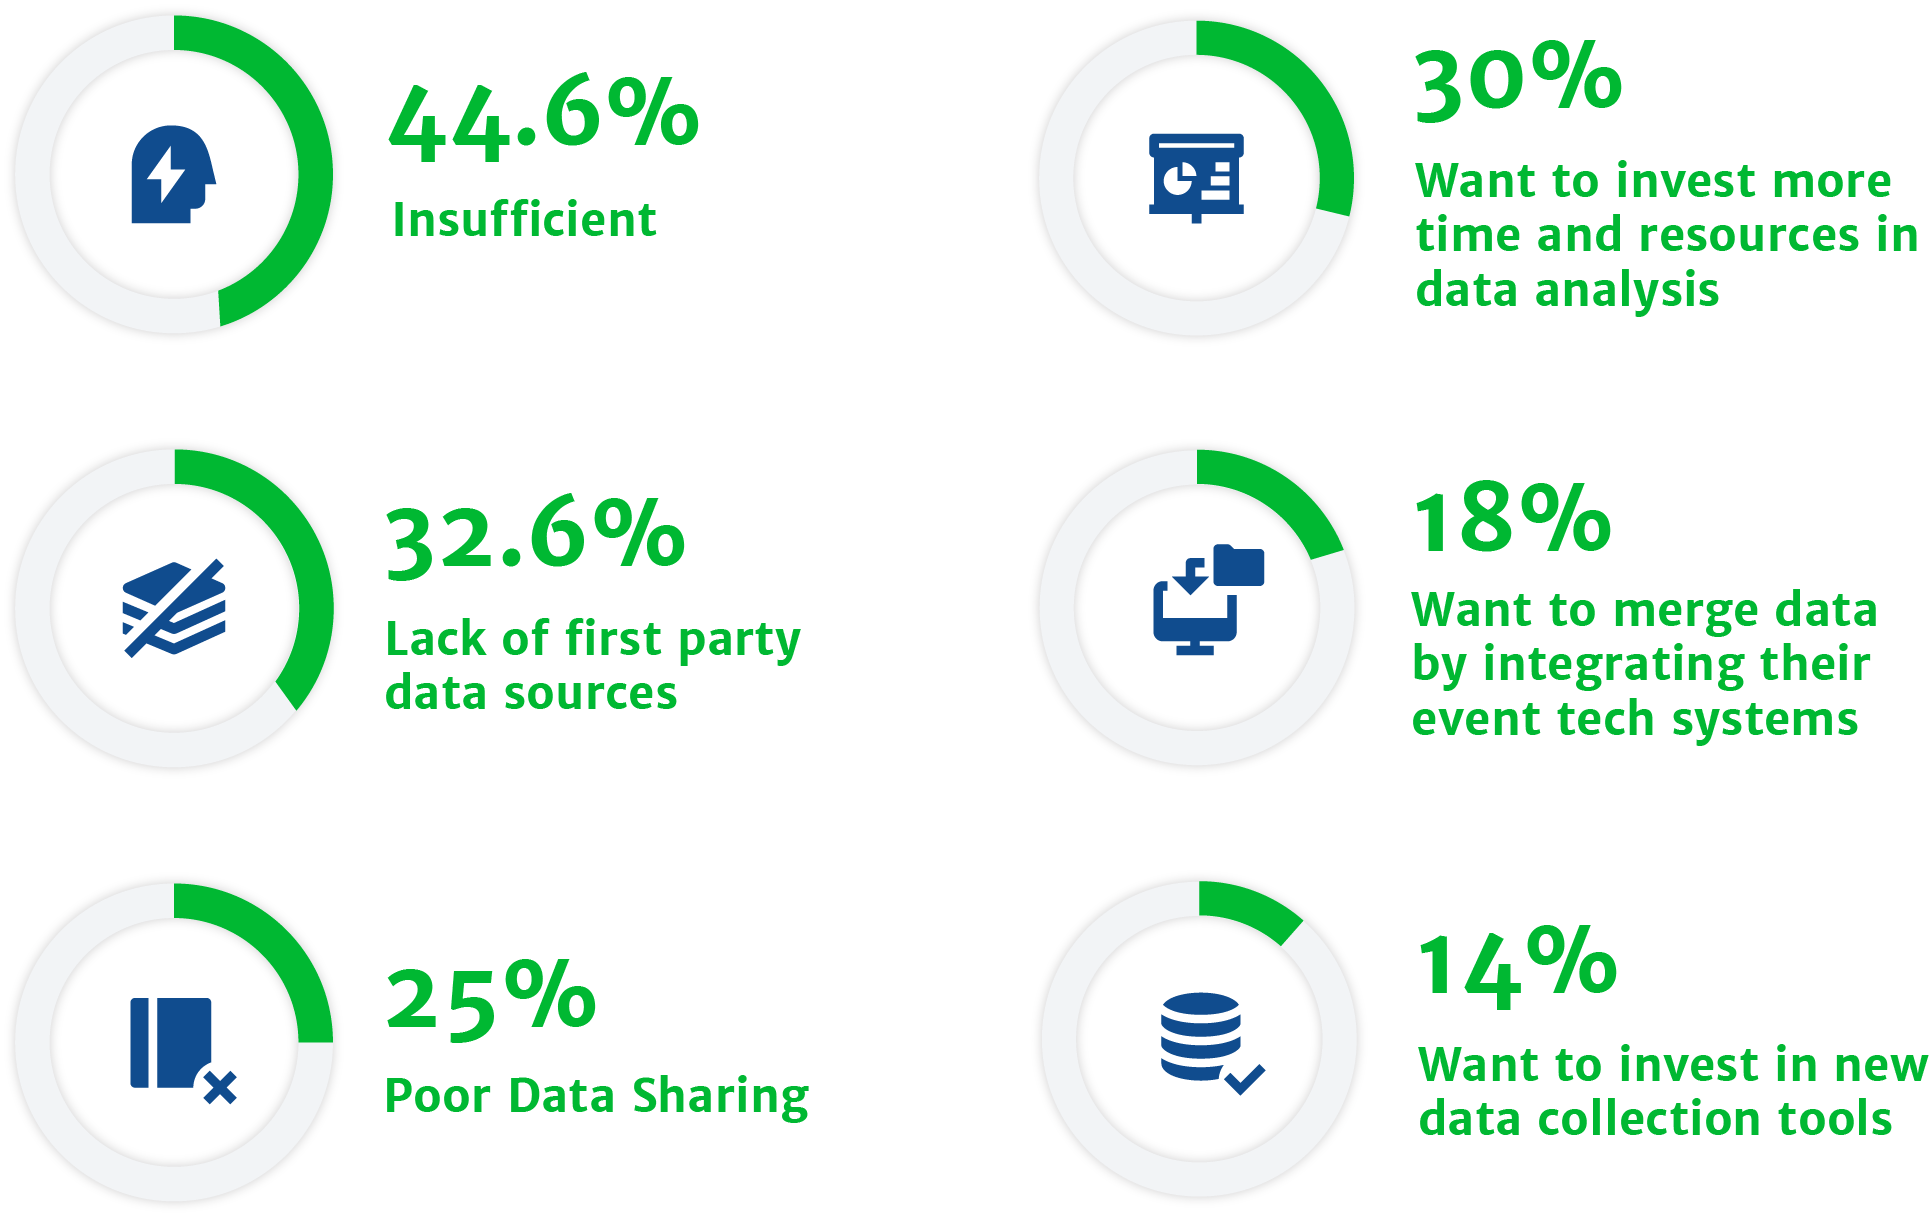 44.6%
Insufficient
32.6%
Lack of first party
data sources
25%
Poor Data Sharing
30%
Want to invest more
time and resources in
data analysis
18%
Want to merge data
by integrating their
event tech systems
14%
Want to invest in new
data collection tools